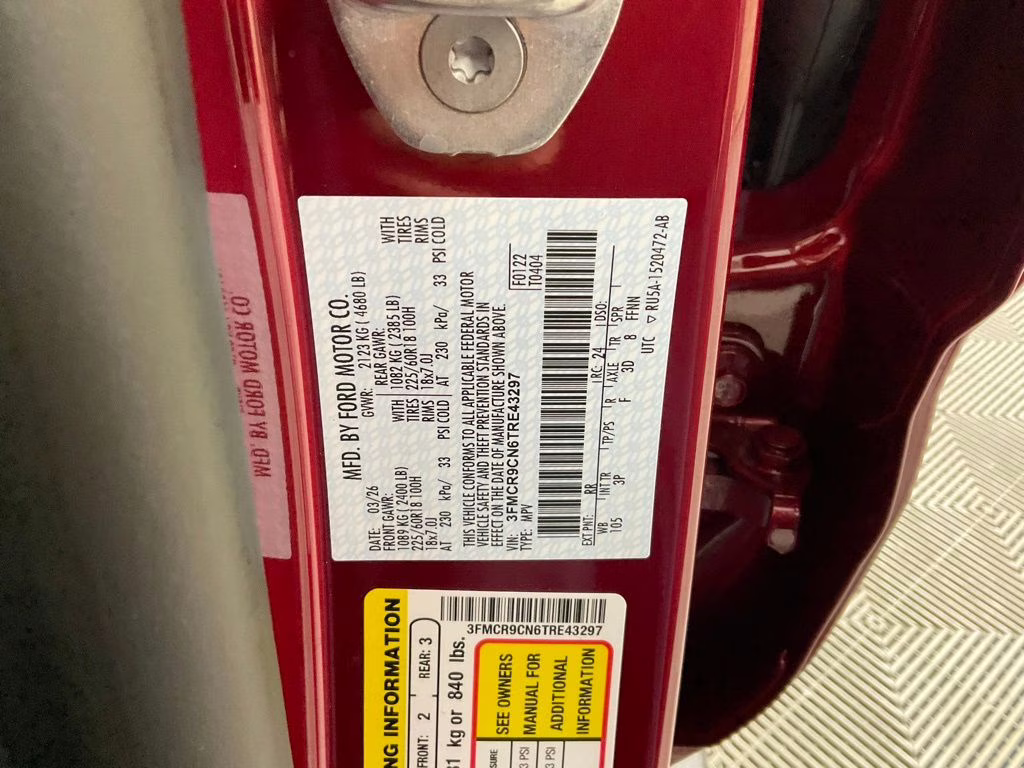 MFD. BY FORD MOTOR CO.
DATE: 03/26 GVWR: 2123 KG ( 4680 LB)
FRONT GAWR: REAR GAWR:
1089 KG ( 2400 LB) WITH 1082 KG ( 2385 LB) WITH
225/60R18 100H TIRES 225/60R18 100H TIRES
18x7.0J RIMS 18x7.0J RIMS
AT 230 kPa/ 33 PSI COLD AT 230 kPa/ 33 PSI COLD
THIS VEHICLE CONFORMS TO ALL APPLICABLE FEDERAL MOTOR
VEHICLE SAFETY AND THEFT PREVENTION STANDARDS IN
EFFECT ON THE DATE OF MANUFACTURE SHOWN ABOVE.
VIN: 3FMCR9CN6TRE43297
TYPE: MPV
F0122
T0404
EXT PNT: RR RC: 24 DSO:
WB INT TR TP/PS R AXLE TR SPR
105 3P F 3D 8 FFHN
UTC ▽ RU5A-1520472-AB
MFD. BY FORD MOTOR CO
NG INFORMATION
FRONT: 2 REAR: 3
kg or 840 lbs.
3FMCR9CN6TRE43297
SEE OWNERS
MANUAL FOR
ADDITIONAL
INFORMATION
3 PSI
3 PSI